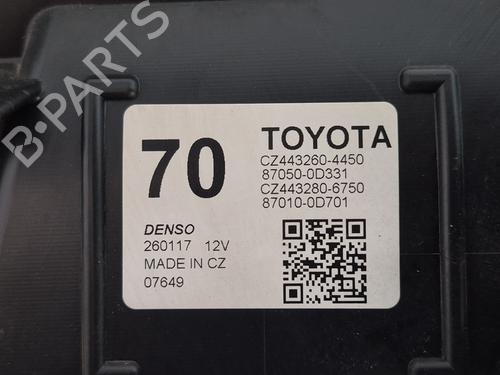 70
TOYOTA
CZ443260-4450
87050-0D331
CZ443280-6750
87010-0D701
DENSO
260117 12V
MADE IN CZ
07649
B-PARTS